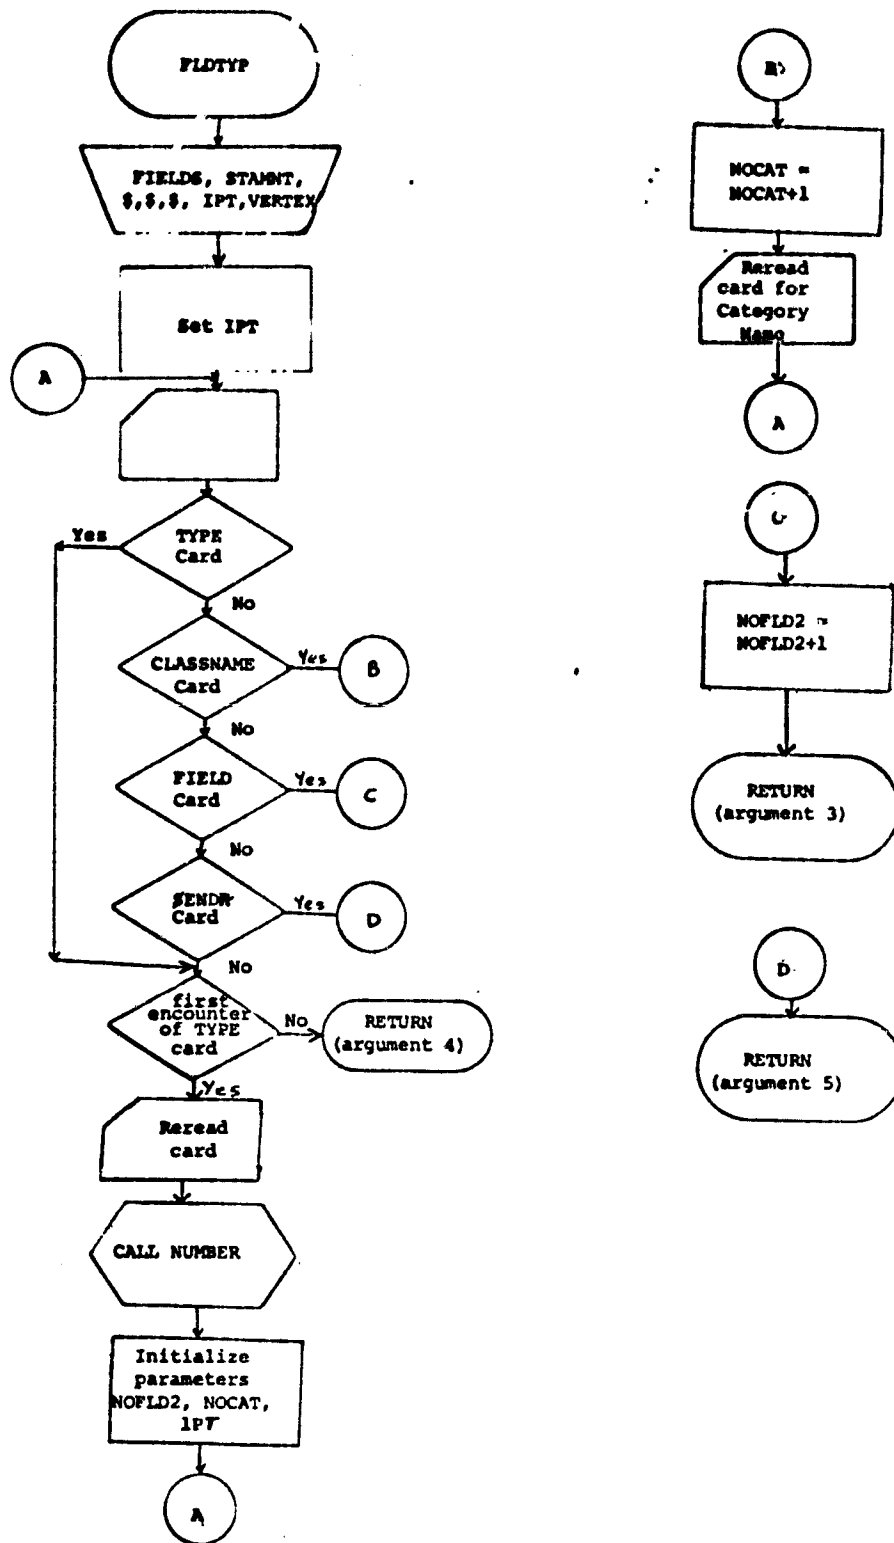 FLDTYP
FIELDS, STAMNT,
$,$,$, IPT,VERTEX
Set IPT
A
TYPE
Card
Yes
No
CLASSNAME
Card
Yes
B
No
FIELD
Card
Yes
C
No
$ENDR
Card
Yes
D
No
first
encounter
of TYPE
card
No
RETURN
(argument 4)
Yes
Reread
card
CALL NUMBER
Initialize
parameters
NOFLD2, NOCAT,
IPT
A
B
NOCAT =
NOCAT+1
Reread
card for
Category
Name
A
C
NOFLD2 =
NOFLD2+1
RETURN
(argument 3)
D
RETURN
(argument 5)